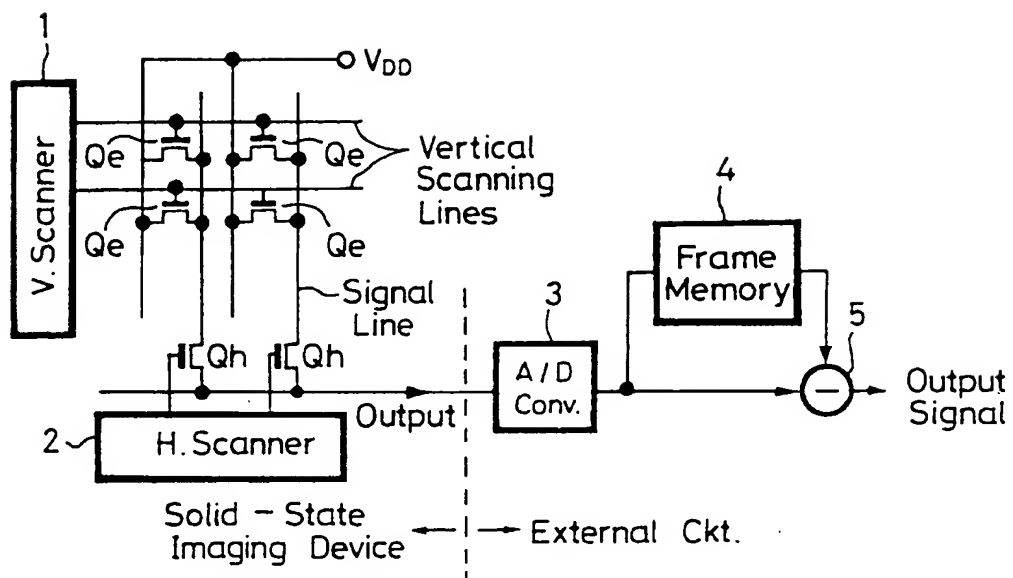 1
V_DD
V. Scanner
Qe
Qe
Qe
Qe
Vertical
Scanning
Lines
Signal
Line
Qh
Qh
Output
2
H. Scanner
3
A/D
Conv.
4
Frame
Memory
5
Output
Signal
Solid-State
Imaging Device
External Ckt.